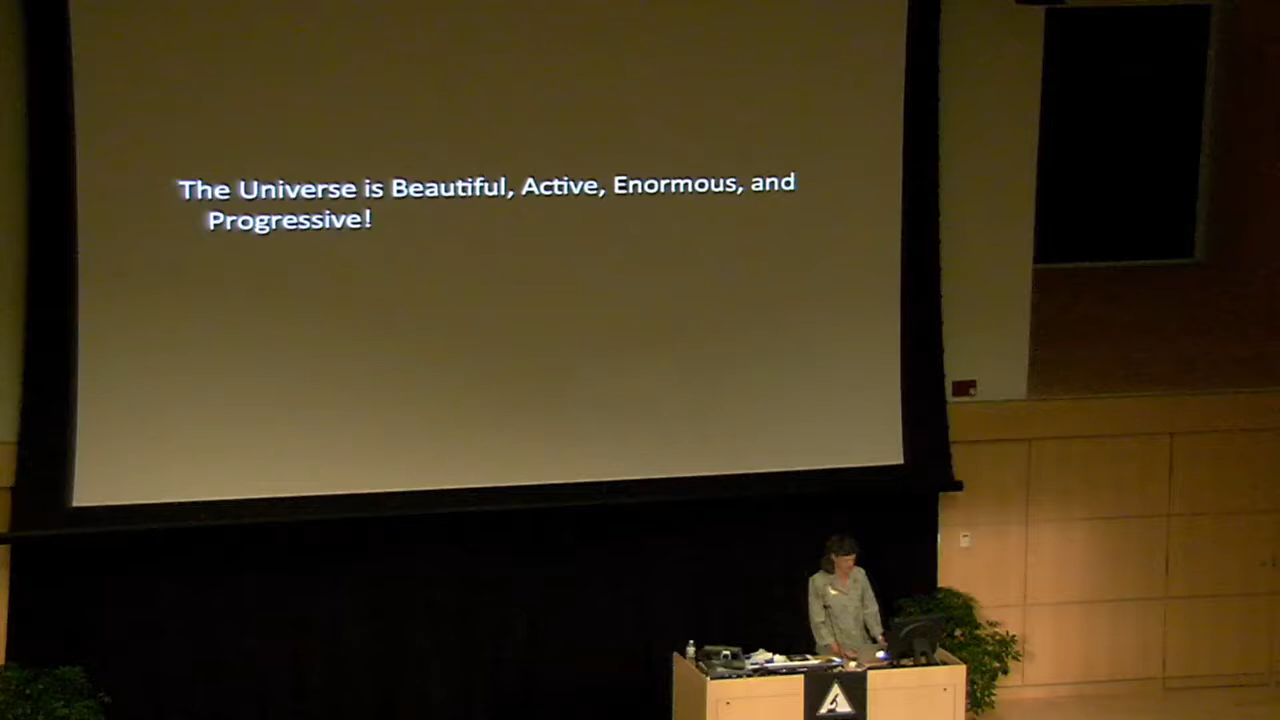 The Universe is Beautiful, Active, Enormous, and
Progressive!